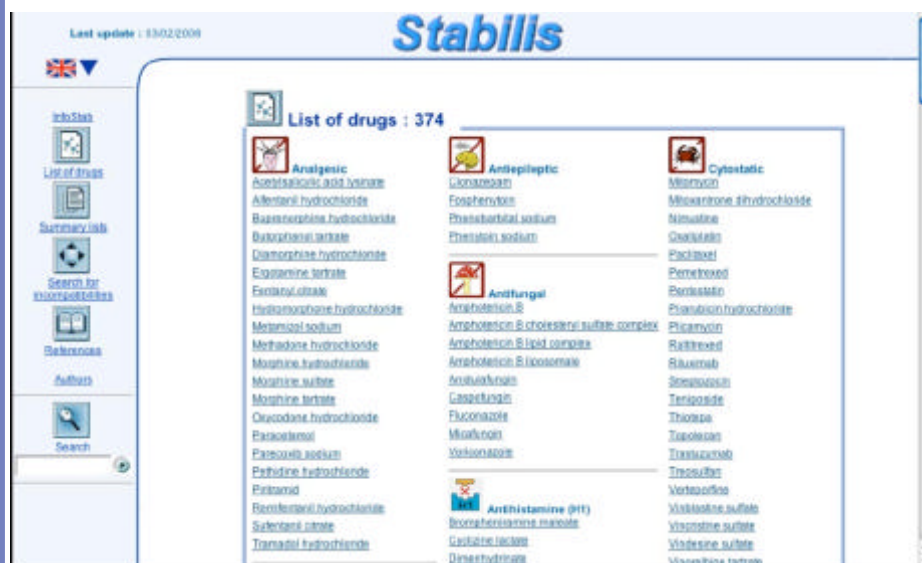 Last update : 03/02/2008
Stabilis
InfoStab
List of drugs
Summary lists
Search for
incompatibilities
References
Authors
Search
List of drugs : 374
Analgesic
Acetylsalicylic acid lysinate
Alfentanil hydrochloride
Buprenorphine hydrochloride
Butorphanol tartrate
Diamorphine hydrochloride
Ergotamine tartrate
Fentanyl citrate
Hydromorphone hydrochloride
Metamizol sodium
Methadone hydrochloride
Morphine hydrochloride
Morphine sulfate
Morphine tartrate
Oxycodone hydrochloride
Paracetamol
Parecoxib sodium
Pethidine hydrochloride
Piritramid
Remifentanil hydrochloride
Sufentanil citrate
Tramadol hydrochloride
Antiepileptic
Clonazepam
Fosphenytoin
Phenobarbital sodium
Phenytoin sodium
Antifungal
Amphotericin B
Amphotericin B cholesteryl sulfate complex
Amphotericin B lipid complex
Amphotericin B liposomale
Anidulafungin
Caspofungin
Fluconazole
Micafungin
Voriconazole
Antihistamine (H1)
Brompheniramine maleate
Cyclizine lactate
Dimenhydrinate
Cytostatic
Mitomycin
Mitoxantrone dihydrochloride
Nimustine
Oxaliplatin
Paclitaxel
Pemetrexed
Pentostatin
Pirarubicin hydrochloride
Plicamycin
Raltitrexed
Rituximab
Streptozocin
Teniposide
Thiotepa
Topotecan
Trastuzumab
Treosulfan
Verteporfine
Vinblastine sulfate
Vincristine sulfate
Vindesine sulfate
Vinorelbine tartrate